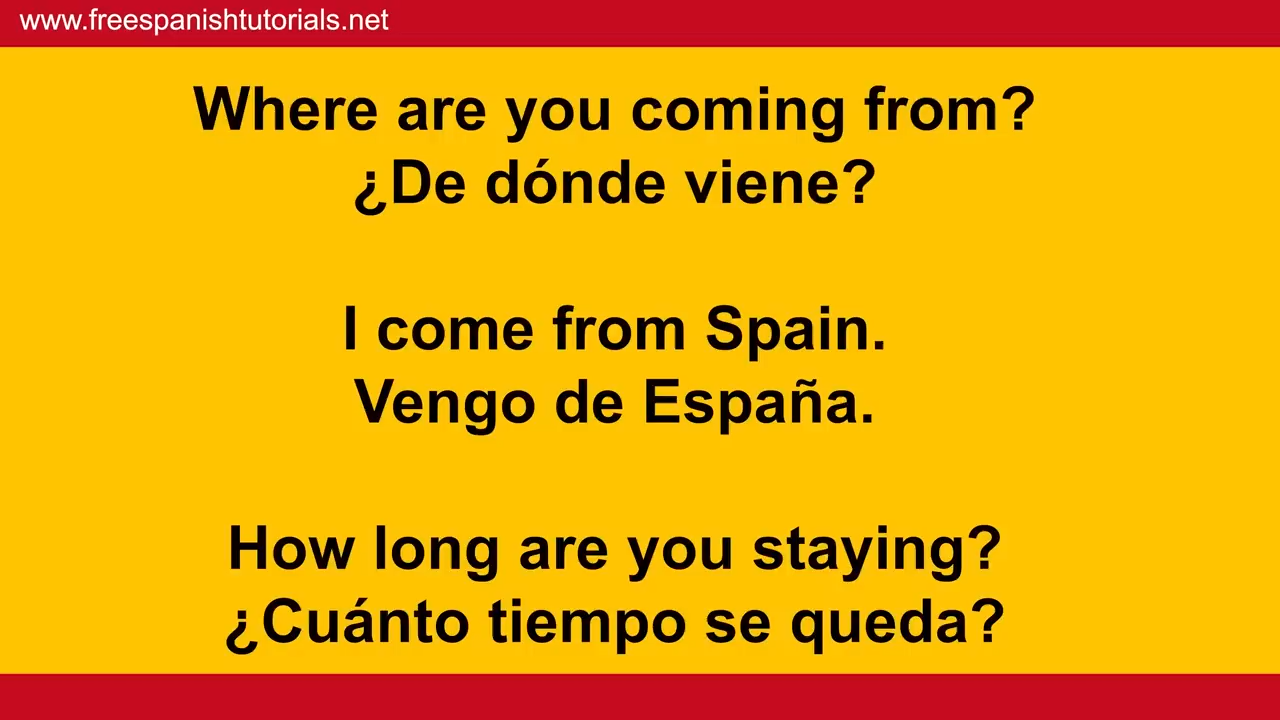 www.freespanishtutorials.net
Where are you coming from?
¿De dónde viene?
I come from Spain.
Vengo de España.
How long are you staying?
¿Cuánto tiempo se queda?